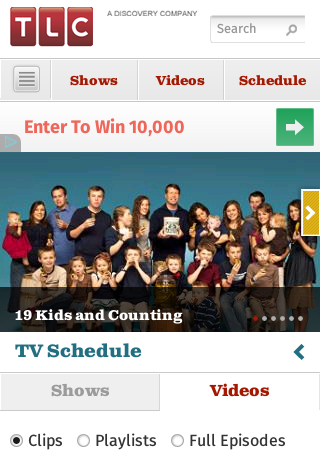 TLC
A DISCOVERY COMPANY
Search
Shows
Videos
Schedule
Enter To Win 10,000
19 Kids and Counting
TV Schedule
Shows
Videos
Clips
Playlists
Full Episodes